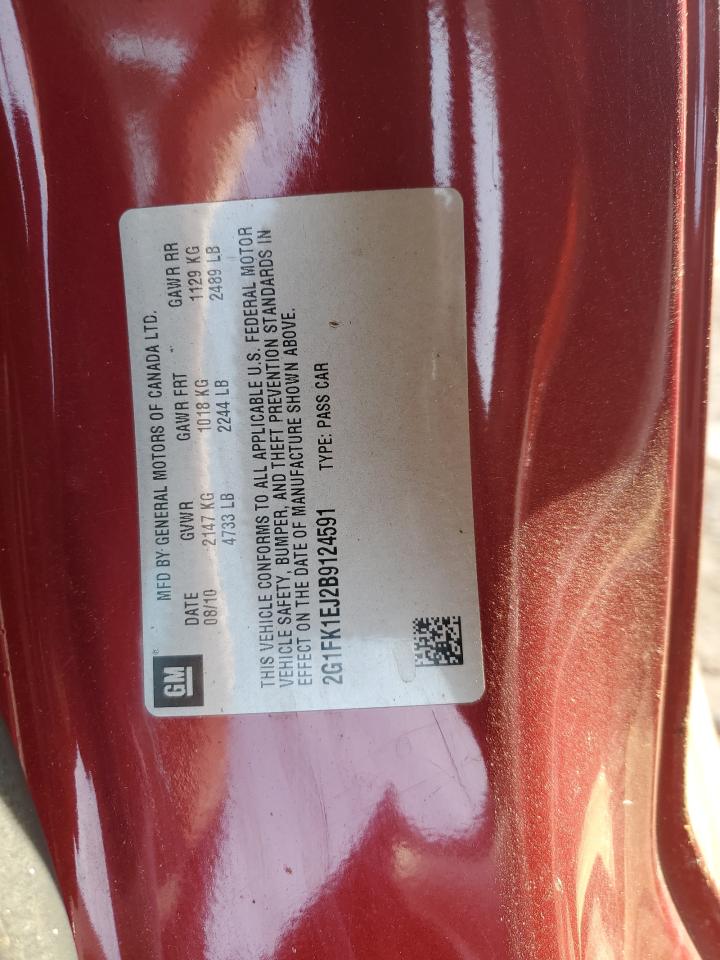 GM®
MFD BY GENERAL MOTORS OF CANADA LTD.
DATE GVWR GAWR FRT GAWR RR
08/10 2147 KG 1018 KG 1129 KG
4733 LB 2244 LB 2489 LB
THIS VEHICLE CONFORMS TO ALL APPLICABLE U.S. FEDERAL MOTOR
VEHICLE SAFETY, BUMPER, AND THEFT PREVENTION STANDARDS IN
EFFECT ON THE DATE OF MANUFACTURE SHOWN ABOVE.
2G1FK1EJ2B9124591 TYPE: PASS CAR